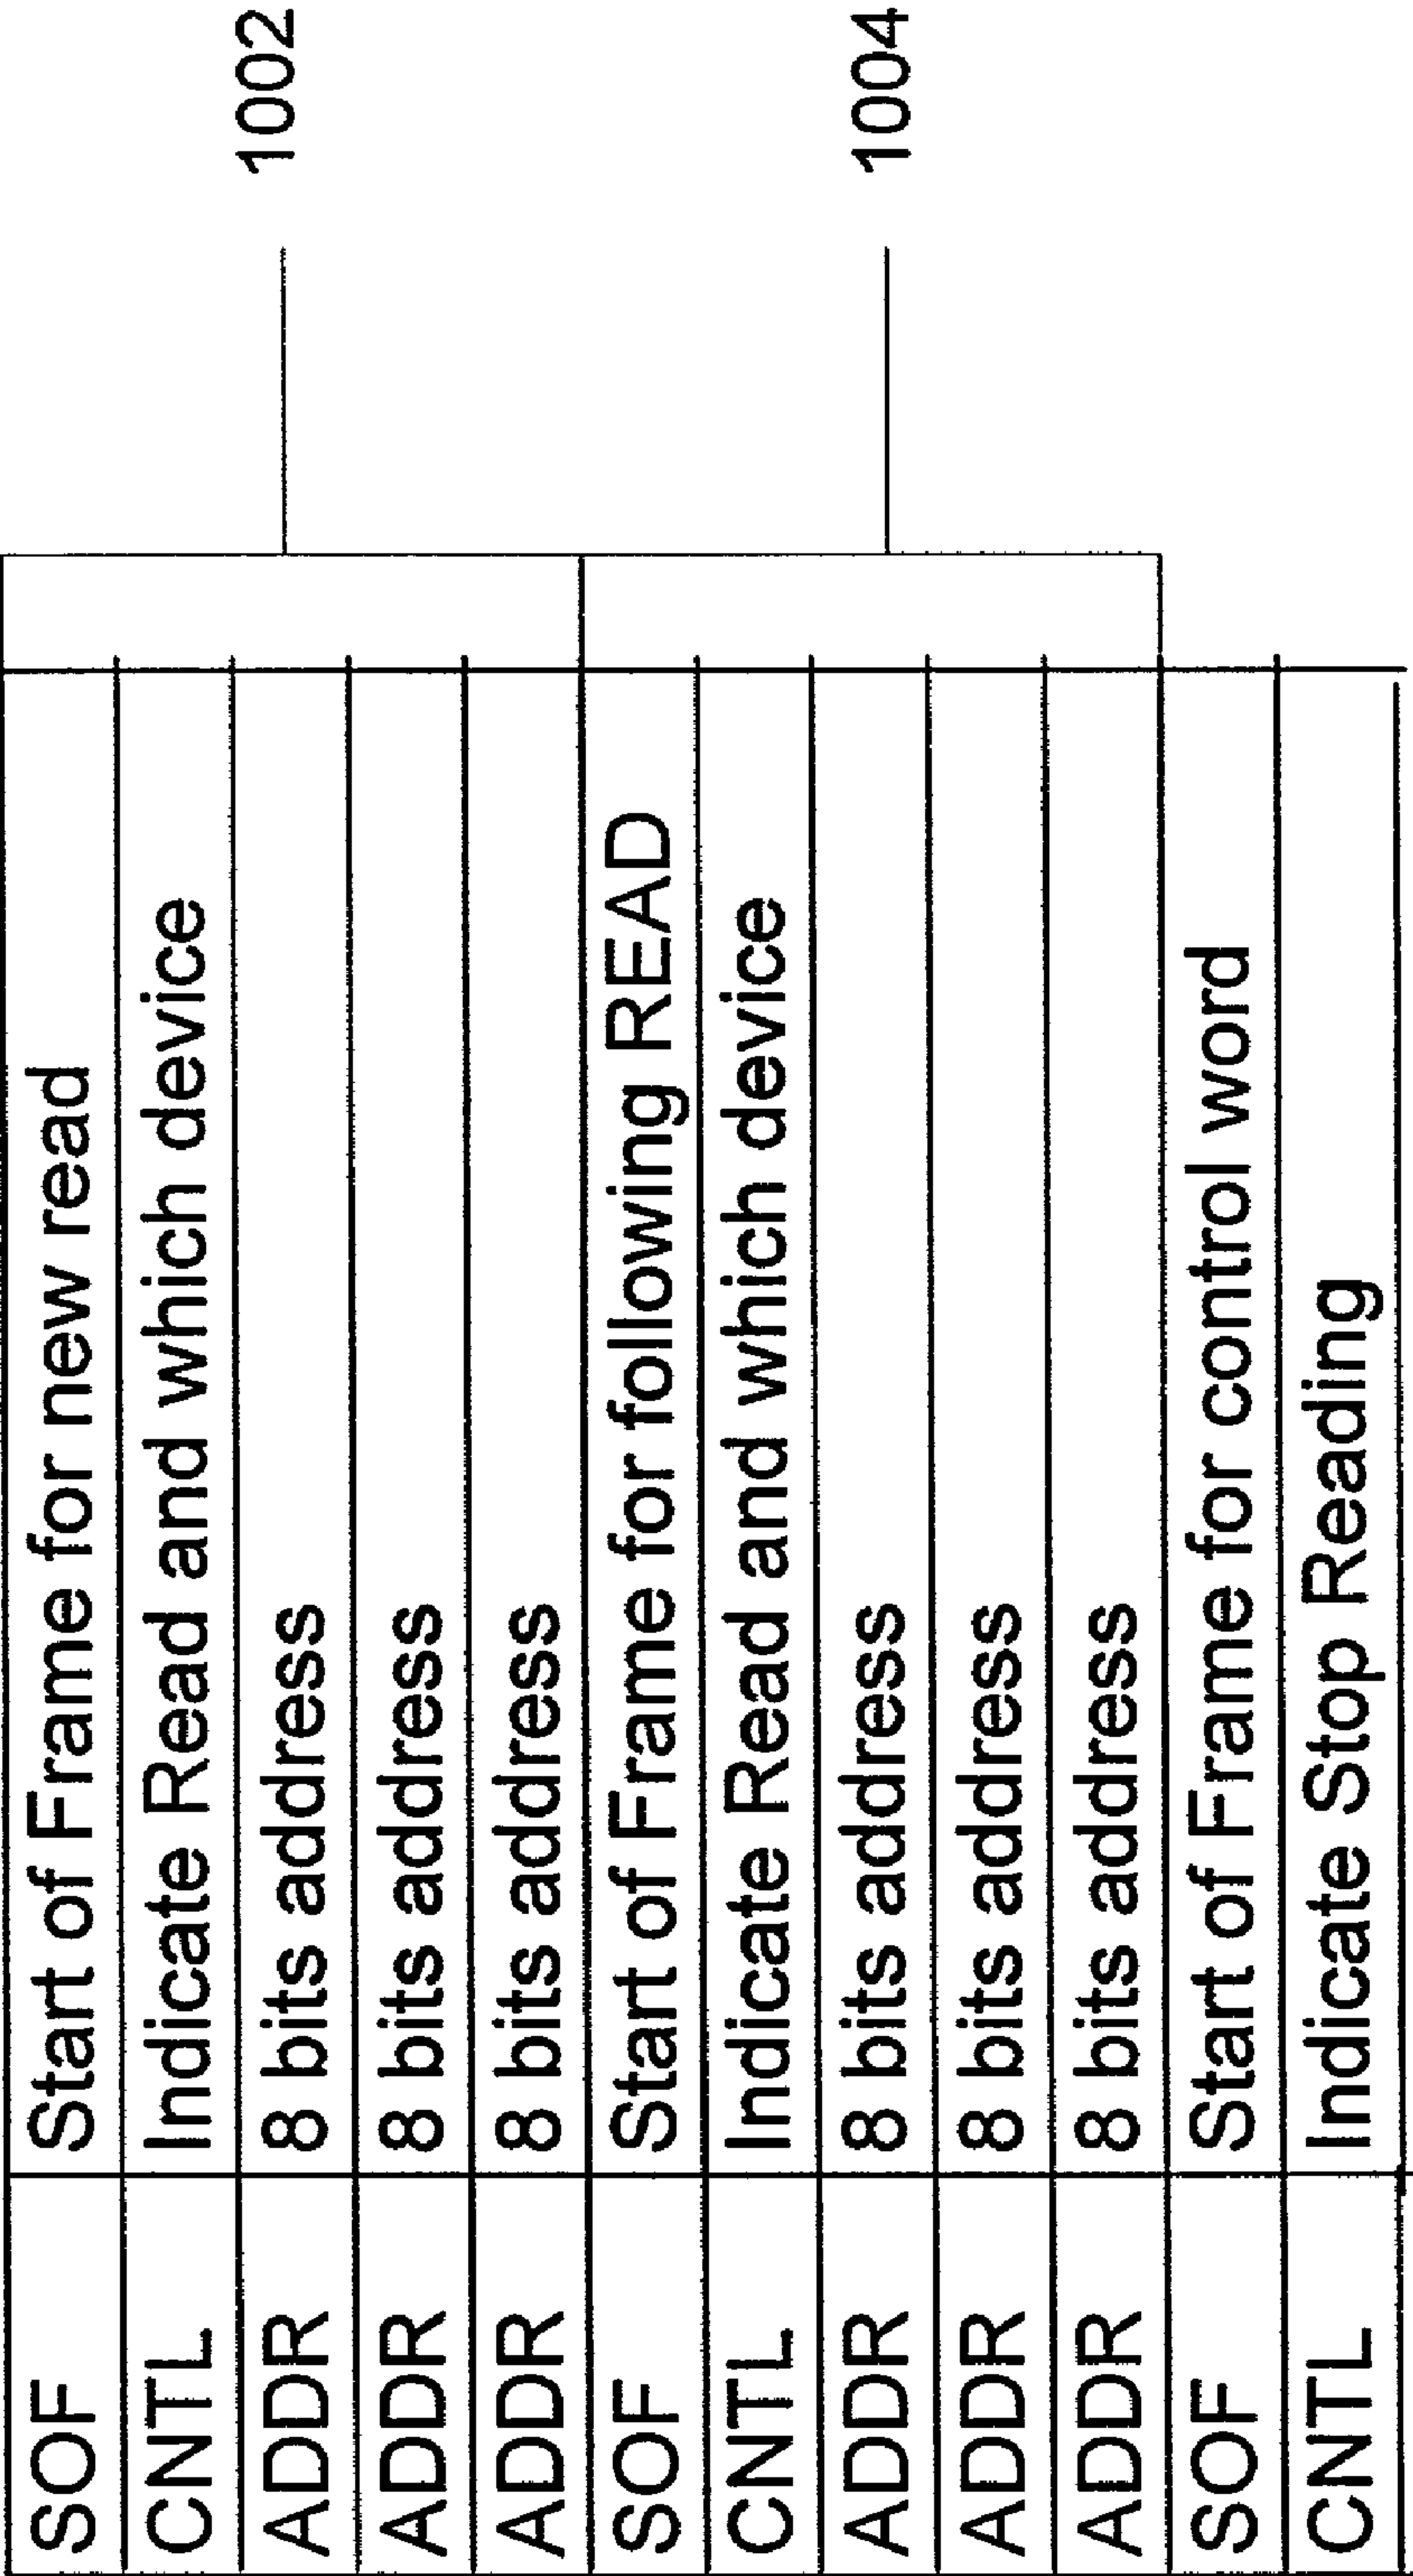 SOF Start of Frame for new read
CNTL Indicate Read and which device
ADDR 8 bits address
1002
ADDR 8 bits address
ADDR 8 bits address
SOF Start of Frame for following READ
CNTL Indicate Read and which device
ADDR 8 bits address
1004
ADDR 8 bits address
ADDR 8 bits address
SOF Start of Frame for control word
CNTL Indicate Stop Reading